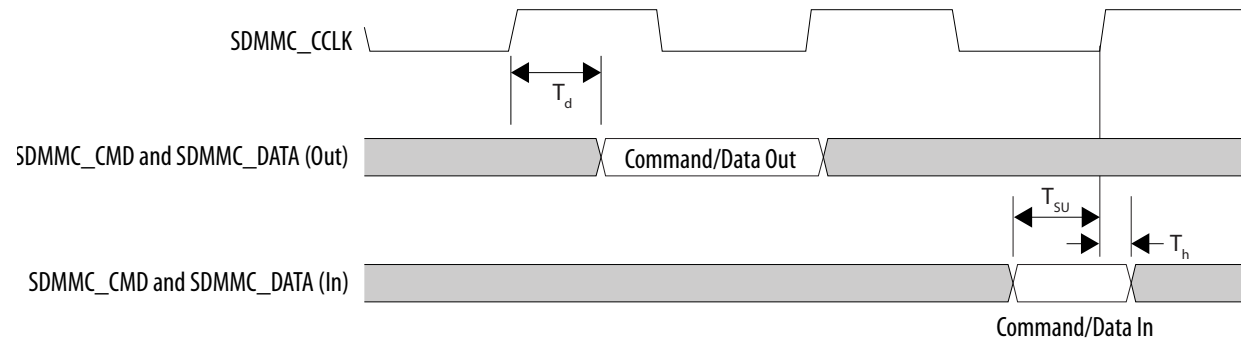 SDMMC_CCLK
T_d
SDMMC_CMD and SDMMC_DATA (Out)
Command/Data Out
T_SU
T_h
SDMMC_CMD and SDMMC_DATA (In)
Command/Data In